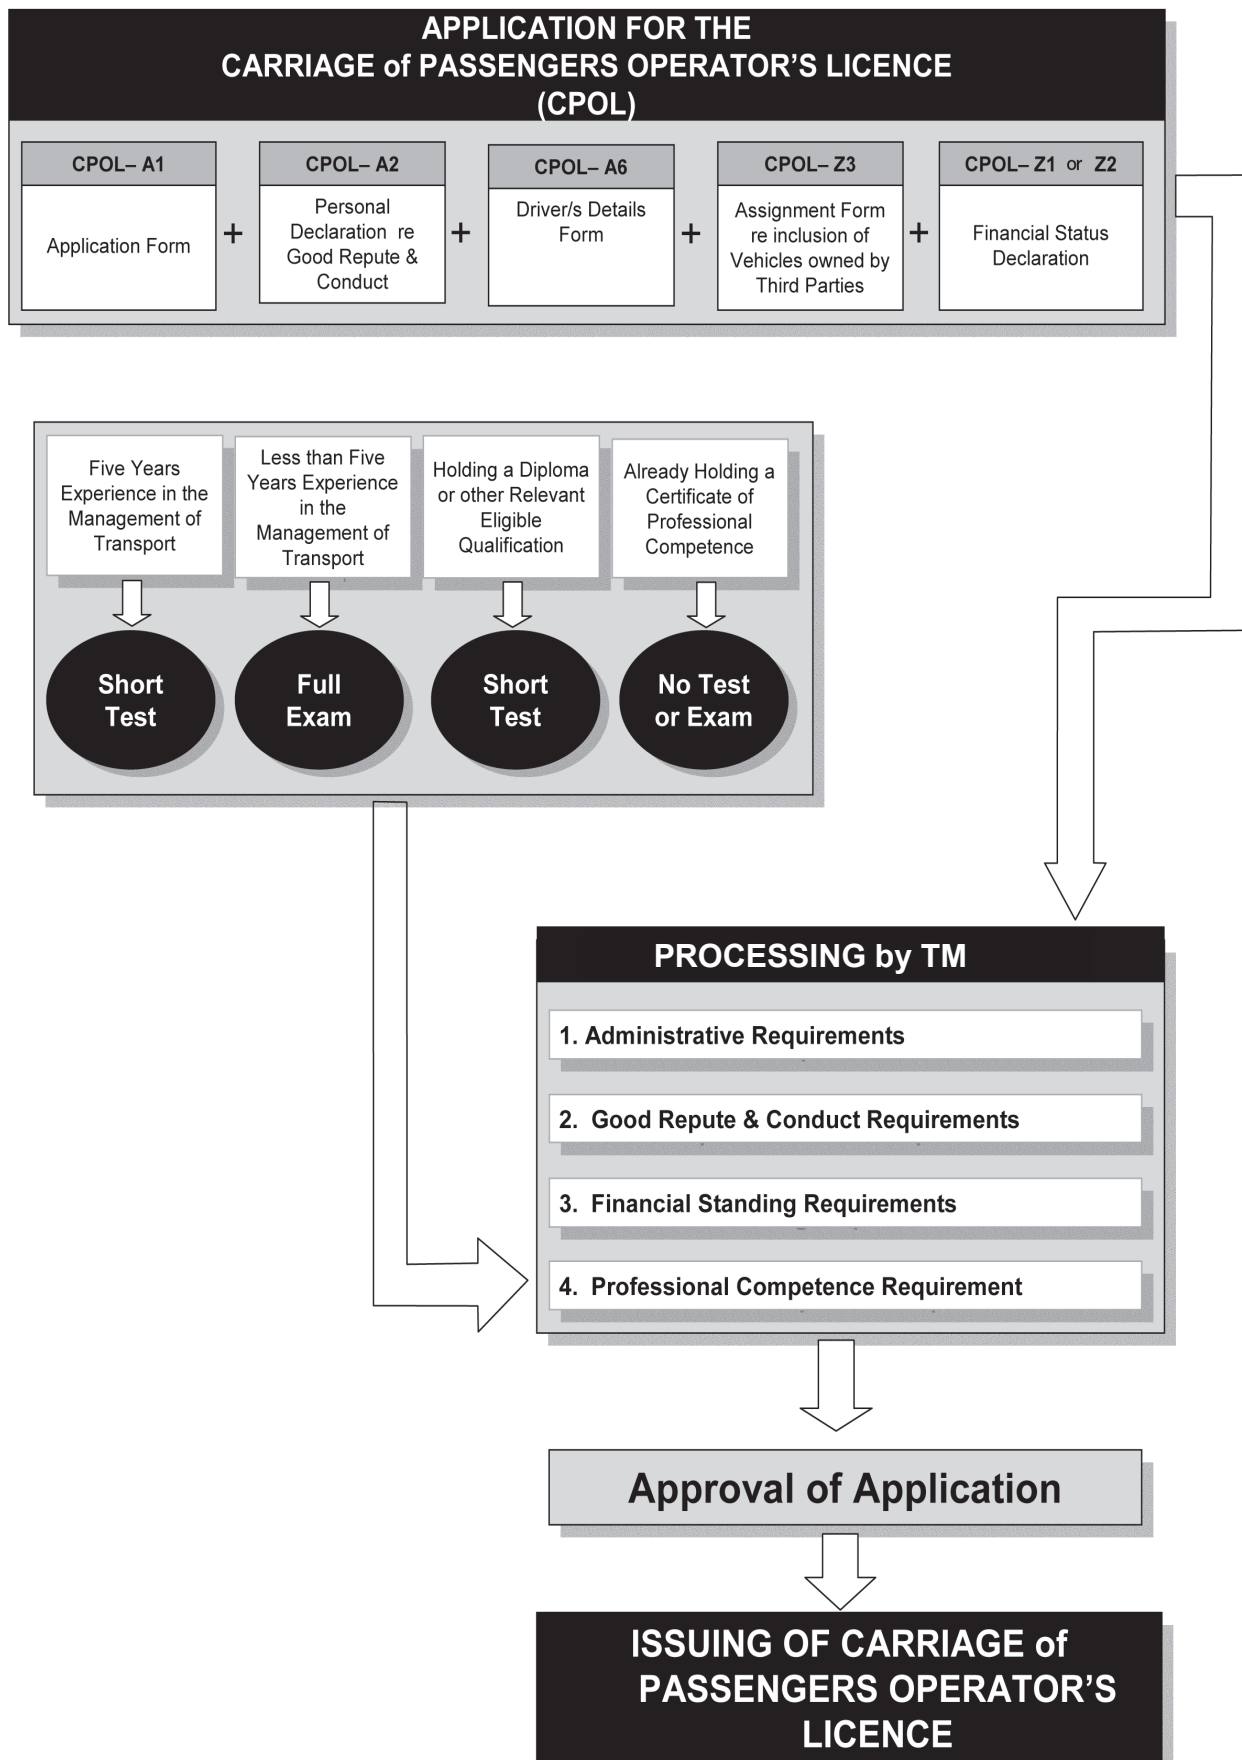 APPLICATION FOR THE
CARRIAGE of PASSENGERS OPERATOR'S LICENCE
(CPOL)
CPOL– A1
Application Form
+
CPOL– A2
Personal
Declaration re
Good Repute &
Conduct
+
CPOL– A6
Driver/s Details
Form
+
CPOL– Z3
Assignment Form
re inclusion of
Vehicles owned by
Third Parties
+
CPOL– Z1 or Z2
Financial Status
Declaration
Five Years
Experience in the
Management of
Transport
Less than Five
Years Experience
in the
Management of
Transport
Holding a Diploma
or other Relevant
Eligible
Qualification
Already Holding a
Certificate of
Professional
Competence
Short
Test
Full
Exam
Short
Test
No Test
or Exam
PROCESSING by TM
1. Administrative Requirements
2. Good Repute & Conduct Requirements
3. Financial Standing Requirements
4. Professional Competence Requirement
Approval of Application
ISSUING OF CARRIAGE of
PASSENGERS OPERATOR'S
LICENCE